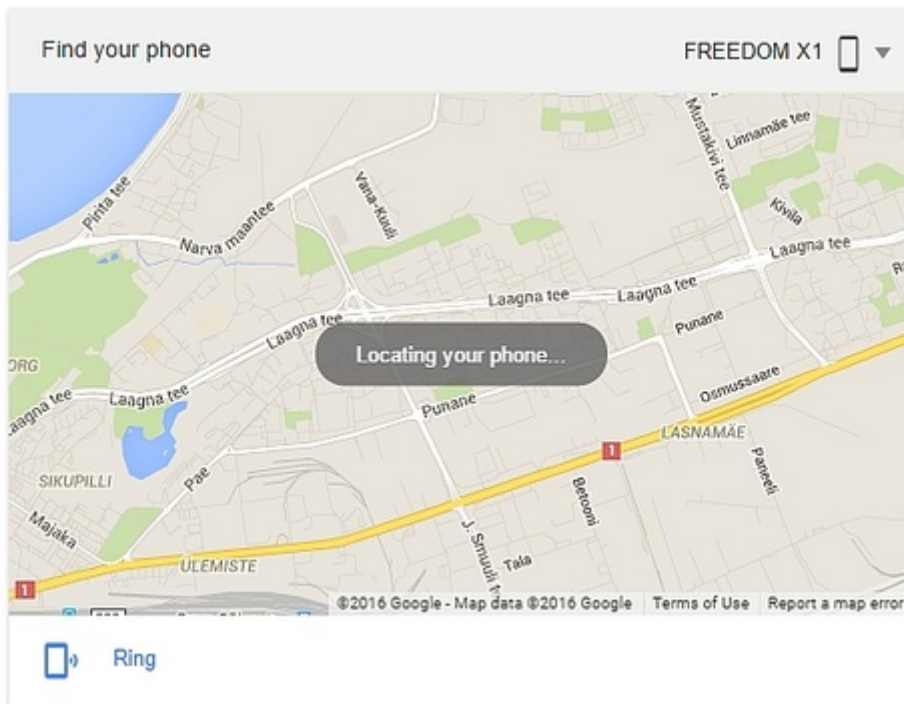 Find your phone
FREEDOM X1
Mustakivi tee
Linnamäe tee
Pirita tee
Vana-Kuuli
Kivila
Narva maantee
Laagna tee
Laagna tee
Laagna tee
Laagna tee
Punane
Locating your phone...
ORG
Laagna tee
Osmussaare
Laagna tee
Punane
LASNAMÄE
1
SIKUPILLI
Pae
Paneeli
Betooni
Majaka
J. Smuuli
Tala
ÜLEMISTE
1
©2016 Google - Map data ©2016 Google
Terms of Use
Report a map error
Ring